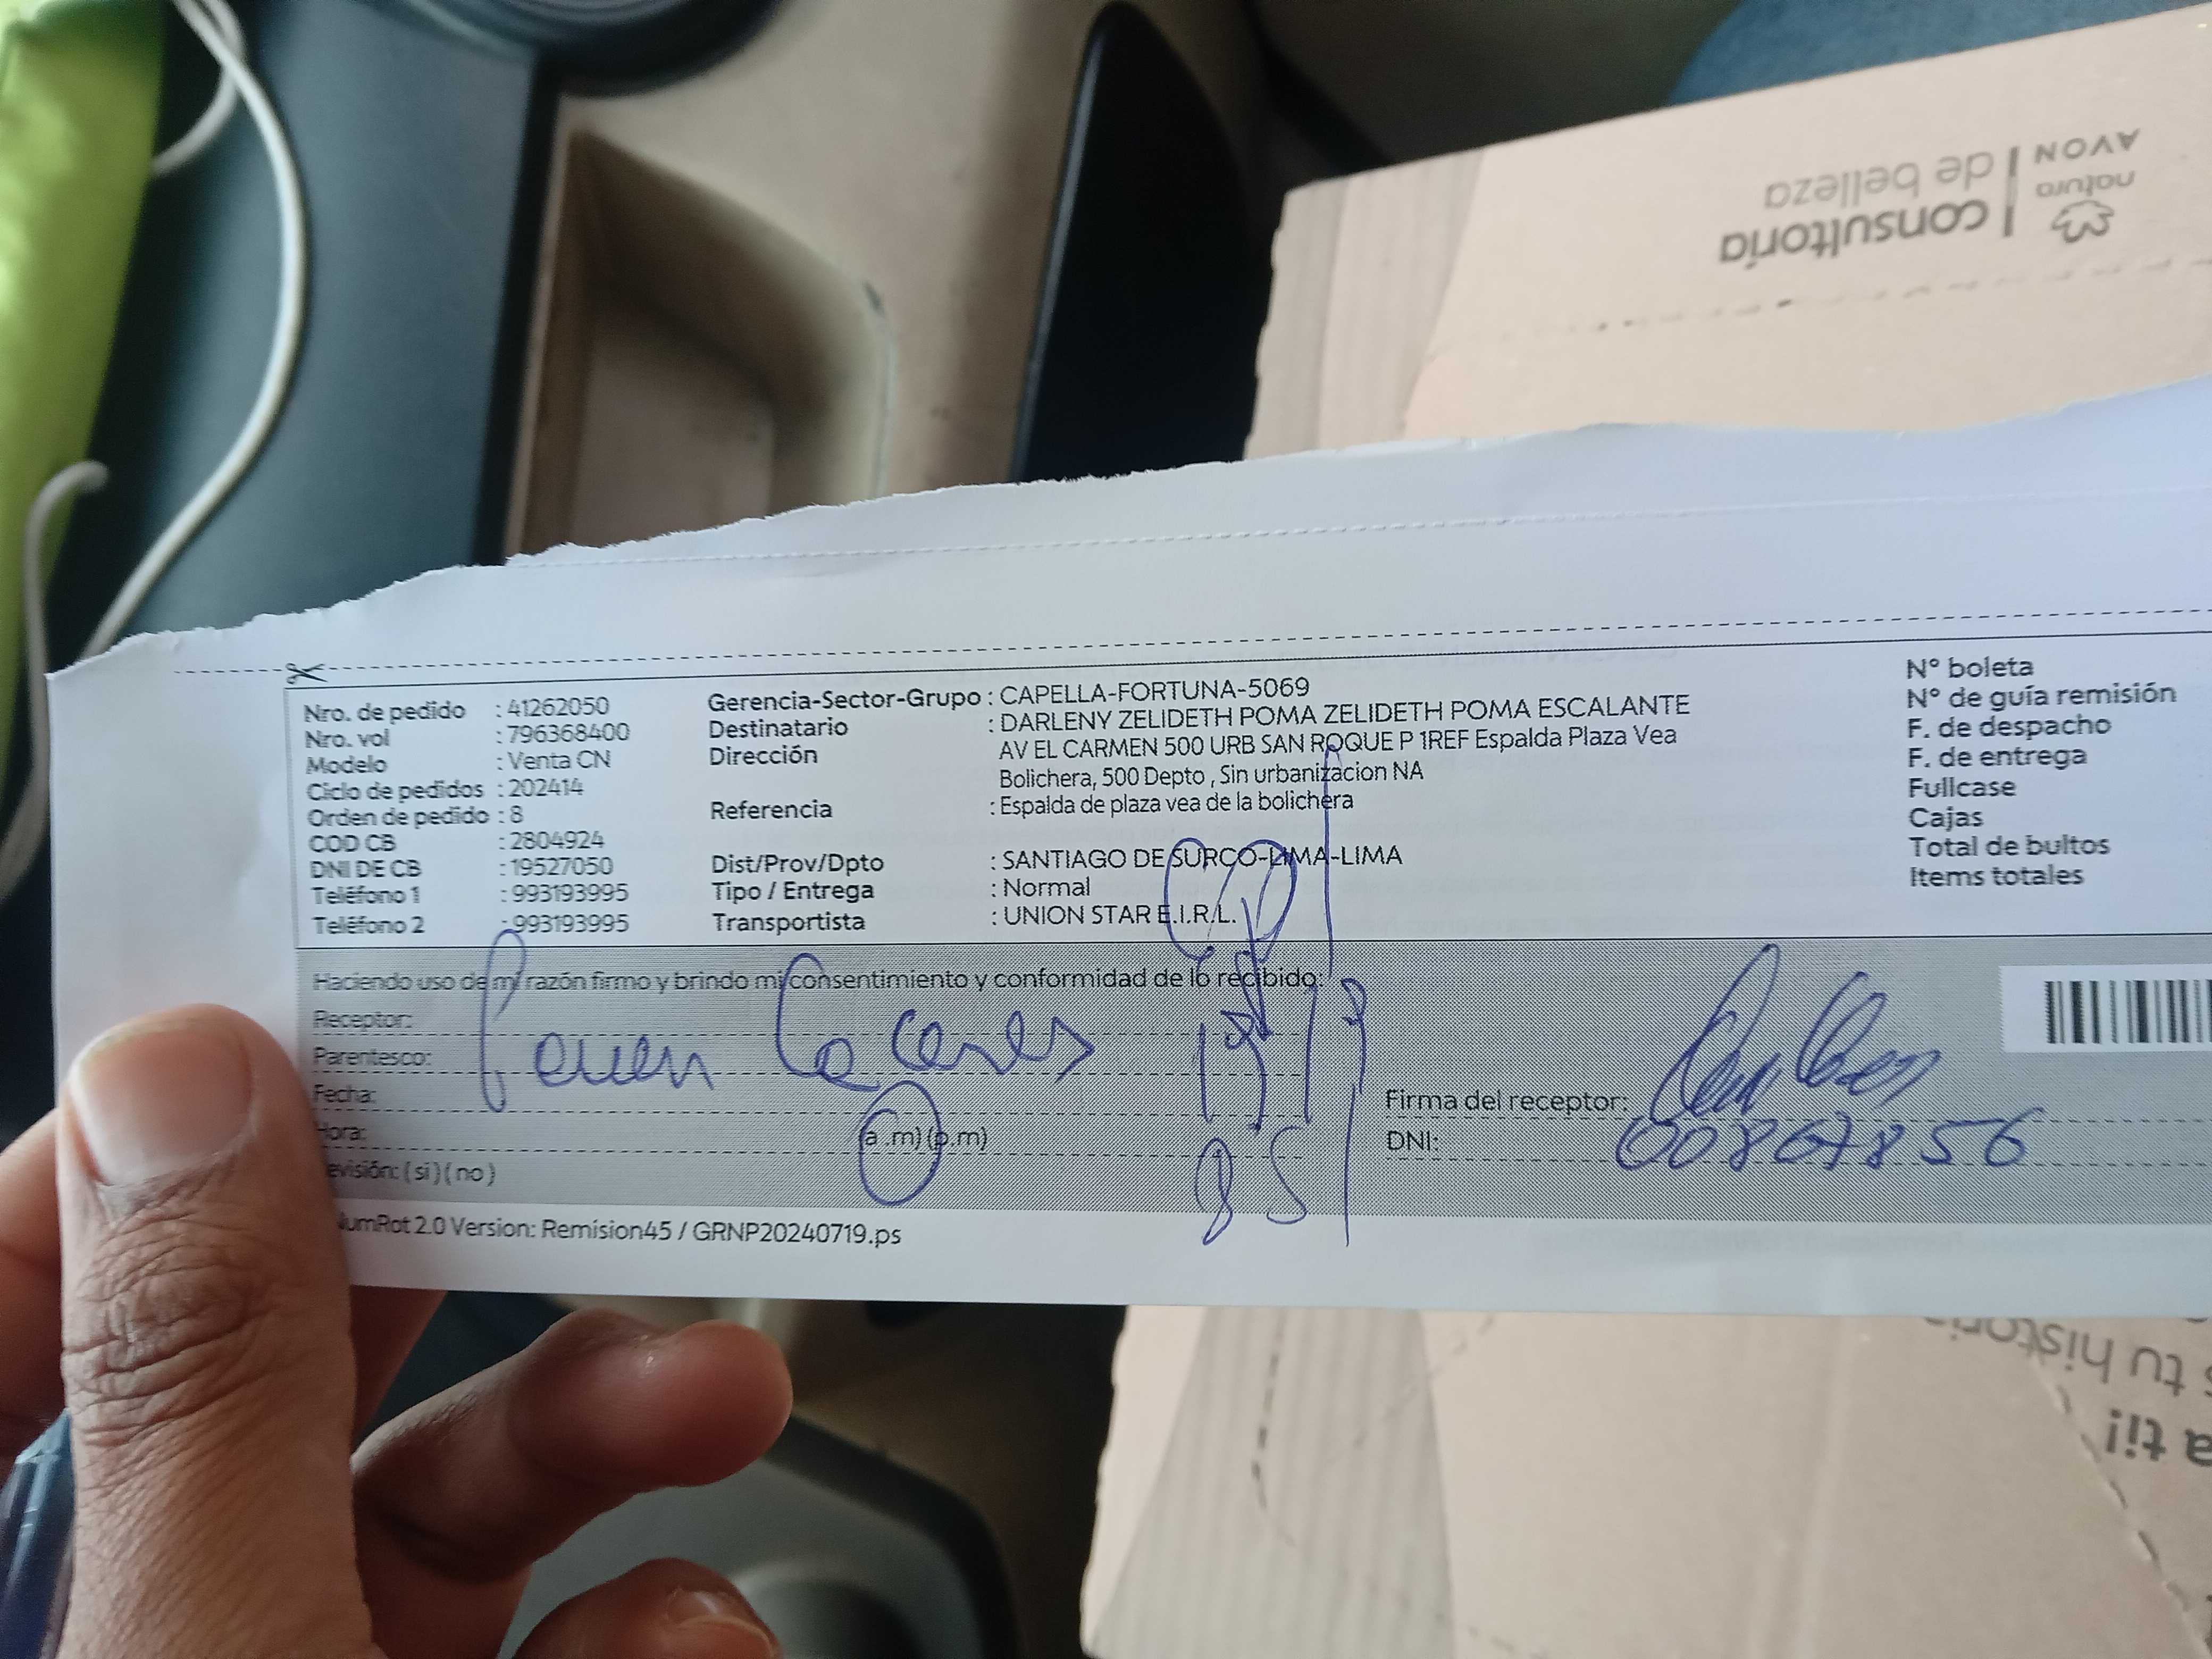 consultoría
de belleza
natura
AVON
Nro. de pedido : 41262050
Nro. vol : 796368400
Modelo : Venta CN
Ciclo de pedidos : 202414
Orden de pedido : 8
COD CB : 2804924
DNI DE CB : 19527050
Teléfono 1 : 993193995
Teléfono 2 : 993193995
Gerencia-Sector-Grupo : CAPELLA-FORTUNA-5069
Destinatario : DARLENY ZELIDETH POMA ZELIDETH POMA ESCALANTE
Dirección AV EL CARMEN 500 URB SAN ROQUE P 1REF Espalda Plaza Vea
Bolichera, 500 Depto , Sin urbanizacion NA
Referencia : Espalda de plaza vea de la bolichera
Dist/Prov/Dpto : SANTIAGO DE SURCO-LIMA-LIMA
Tipo / Entrega : Normal
Transportista : UNION STAR E.I.R.L.
N° boleta
N° de guía remisión
F. de despacho
F. de entrega
Fullcase
Cajas
Total de bultos
Items totales
Haciendo uso de mi razón firmo y brindo mi consentimiento y conformidad de lo recibido:
Receptor:
Parentesco:
Fecha:
Hora: (a .m) (p.m)
evisión: ( si ) ( no )
Firma del receptor:
DNI: 00867856
NumRot 2.0 Version: Remision45 / GRNP20240719.ps
s tu historia
a ti!